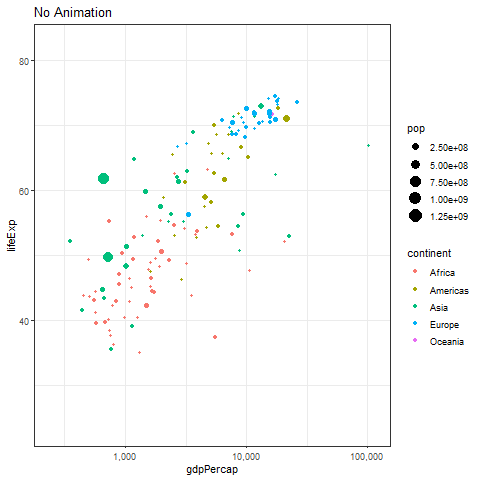 No Animation
lifeExp
80
60
40
1,000
10,000
100,000
gdpPercap
pop
2.50e+08
5.00e+08
7.50e+08
1.00e+09
1.25e+09
continent
Africa
Americas
Asia
Europe
Oceania